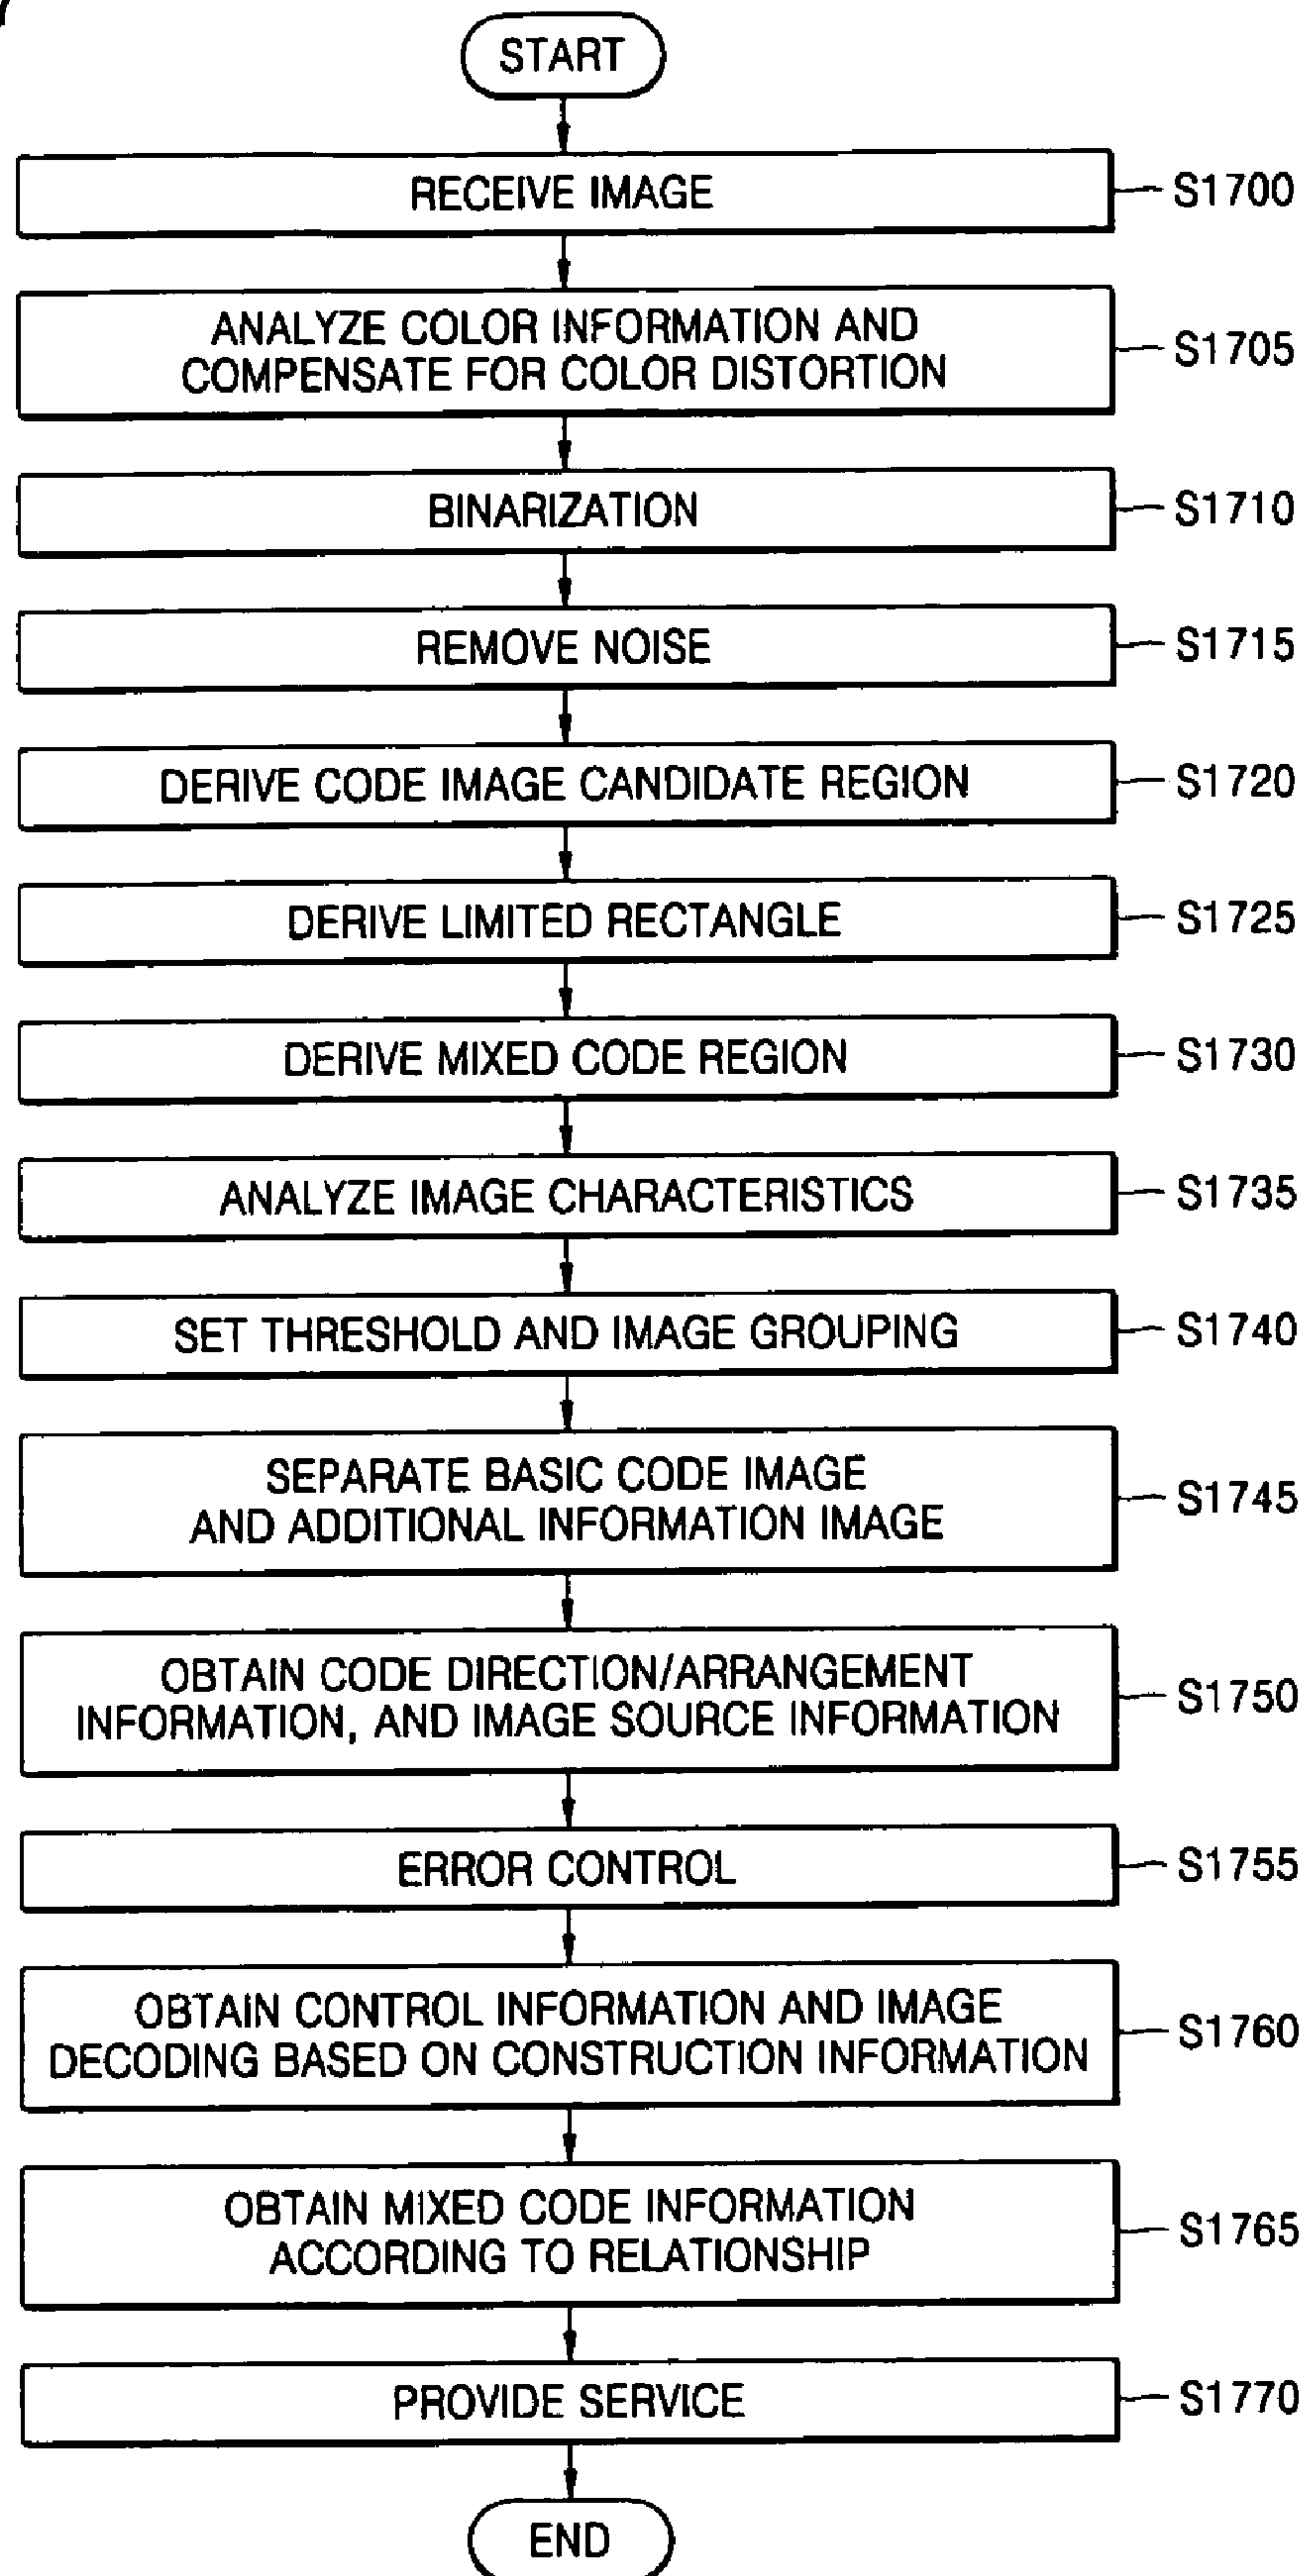 START
RECEIVE IMAGE
S1700
ANALYZE COLOR INFORMATION AND
COMPENSATE FOR COLOR DISTORTION
S1705
BINARIZATION
S1710
REMOVE NOISE
S1715
DERIVE CODE IMAGE CANDIDATE REGION
S1720
DERIVE LIMITED RECTANGLE
S1725
DERIVE MIXED CODE REGION
S1730
ANALYZE IMAGE CHARACTERISTICS
S1735
SET THRESHOLD AND IMAGE GROUPING
S1740
SEPARATE BASIC CODE IMAGE
AND ADDITIONAL INFORMATION IMAGE
S1745
OBTAIN CODE DIRECTION/ARRANGEMENT
INFORMATION, AND IMAGE SOURCE INFORMATION
S1750
ERROR CONTROL
S1755
OBTAIN CONTROL INFORMATION AND IMAGE
DECODING BASED ON CONSTRUCTION INFORMATION
S1760
OBTAIN MIXED CODE INFORMATION
ACCORDING TO RELATIONSHIP
S1765
PROVIDE SERVICE
S1770
END